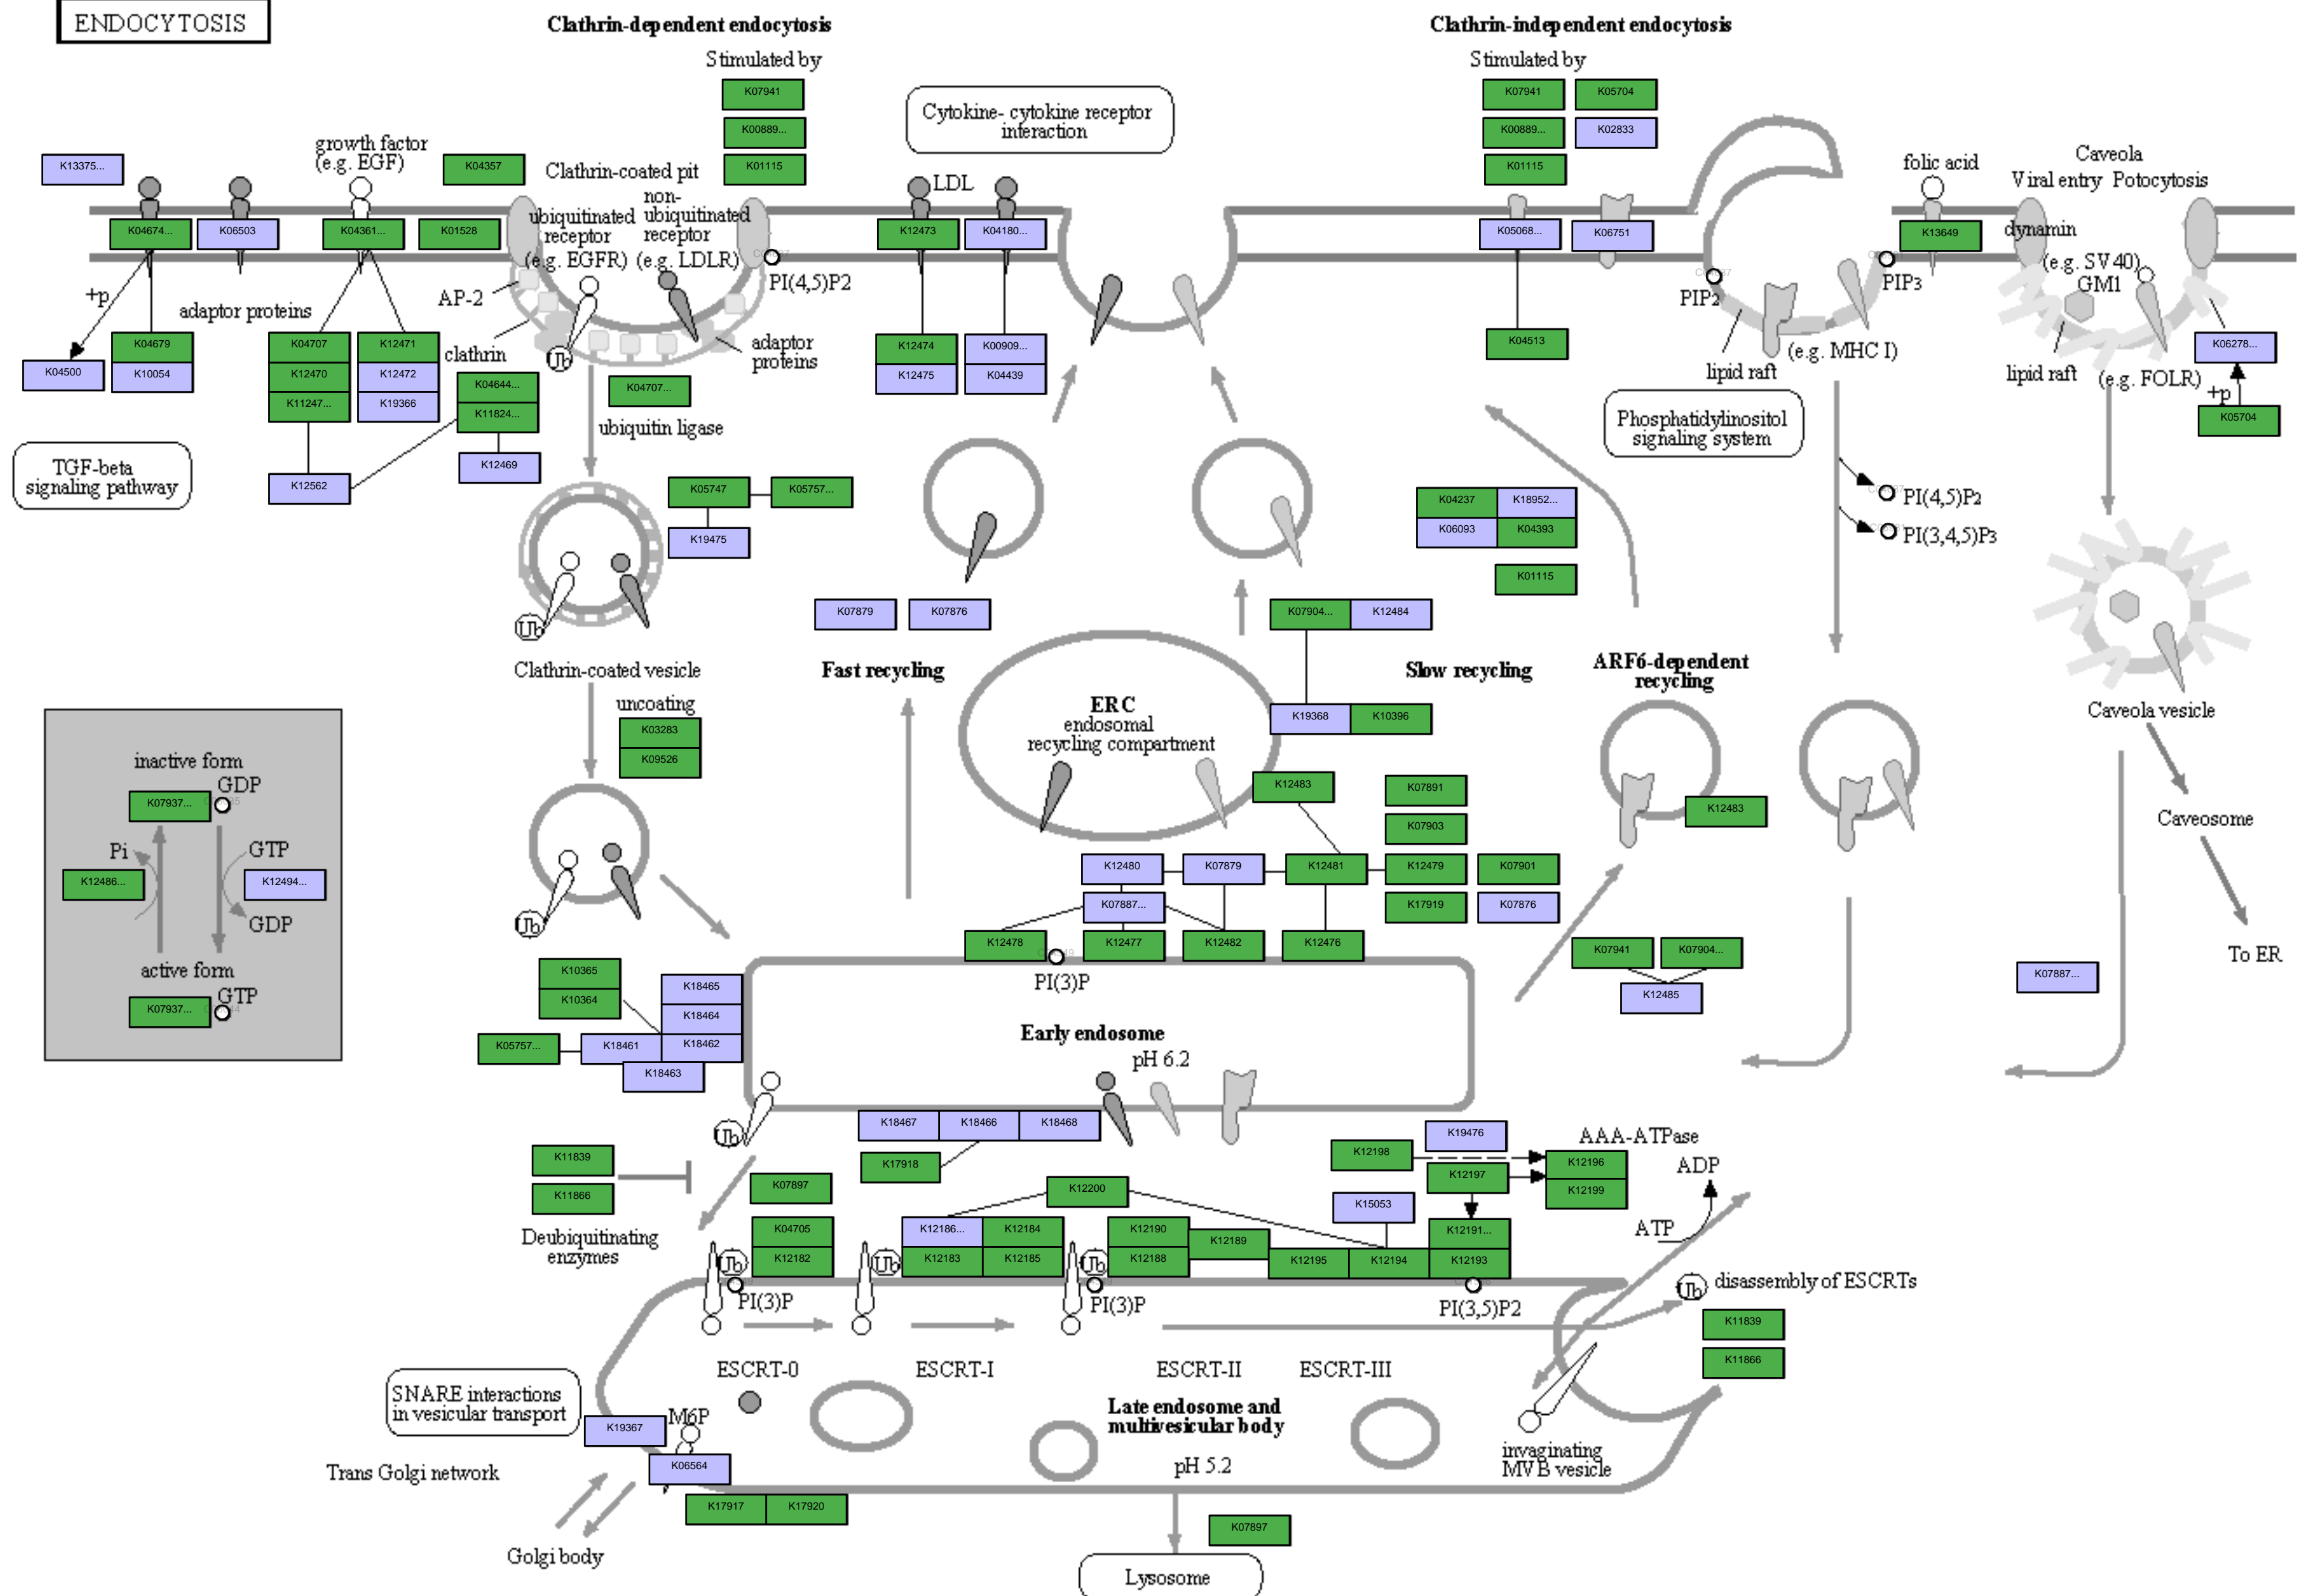 ENDOCYTOSIS
Clathrin-dependent endocytosis
Clathrin-independent endocytosis
Stimulated by
K07941
K00889...
K01115
Cytokine- cytokine receptor
interaction
Stimulated by
K07941
K05704
K00889...
K02833
K01115
K13375...
growth factor
(e.g. EGF)
K04357
Clathrin-coated pit
LDL
folic acid
Caveola
Viral entry Potocytosis
K04674...
K06503
K04361...
K01528
ubiquitinated
receptor
(e.g. EGFR)
non-
ubiquitinated
receptor
(e.g. LDLR)
K12473
K04180...
K05068...
K06751
K13649
dynamin
(e.g. SV40)
GM1
+p
adaptor proteins
AP-2
PI(4,5)P2
PIP2
PIP3
K04500
K04679
K10054
K04707
K12470
K11247...
K12471
K12472
K19366
clathrin
Ub
adaptor
proteins
K12474
K12475
K00909...
K04439
K04513
lipid raft
(e.g. MHC I)
lipid raft
(e.g. FOLR)
K06278...
+p
K05704
K04644...
K11824...
K12469
K04707...
ubiquitin ligase
K12562
TGF-beta
signaling pathway
Phosphatidylinositol
signaling system
K05747
K05757...
K19475
K04237
K18952...
K06093
K04393
K01115
PI(4,5)P2
PI(3,4,5)P3
Ub
K07879
K07876
K07904...
K12484
Clathrin-coated vesicle
Fast recycling
Slow recycling
ARF6-dependent
recycling
uncoating
K03283
K09526
ERC
endosomal
recycling compartment
K19368
K10396
Caveola vesicle
Caveosome
To ER
inactive form
GDP
K07937...
Pi
GTP
K12486...
K12494...
GDP
active form
GTP
K07937...
Ub
K12483
K07891
K07903
K12483
K12480
K07879
K12481
K12479
K07901
K07887...
K17919
K07876
K12478
K12477
K12482
K12476
PI(3)P
K07941
K07904...
K12485
K07887...
K10365
K10364
K18465
K18464
K05757...
K18461
K18462
K18463
Early endosome
pH 6.2
Ub
K18467
K18466
K18468
K17918
K11839
K11866
Deubiquitinating
enzymes
K07897
K04705
K12182
K12200
K12186...
K12184
K12183
K12185
K12190
K12188
K12189
K12198
K19476
K12197
K15053
K12191...
K12195
K12194
K12193
AAA-ATPase
K12196
K12199
ADP
ATP
Ub
PI(3)P
Ub
Ub
PI(3)P
PI(3,5)P2
Ub
disassembly of ESCRTs
K11839
K11866
ESCRT-0
ESCRT-I
ESCRT-II
ESCRT-III
SNARE interactions
in vesicular transport
K19367
M6P
K06564
Late endosome and
multivesicular body
pH 5.2
invaginating
MVB vesicle
Trans Golgi network
K17917
K17920
Golgi body
K07897
Lysosome